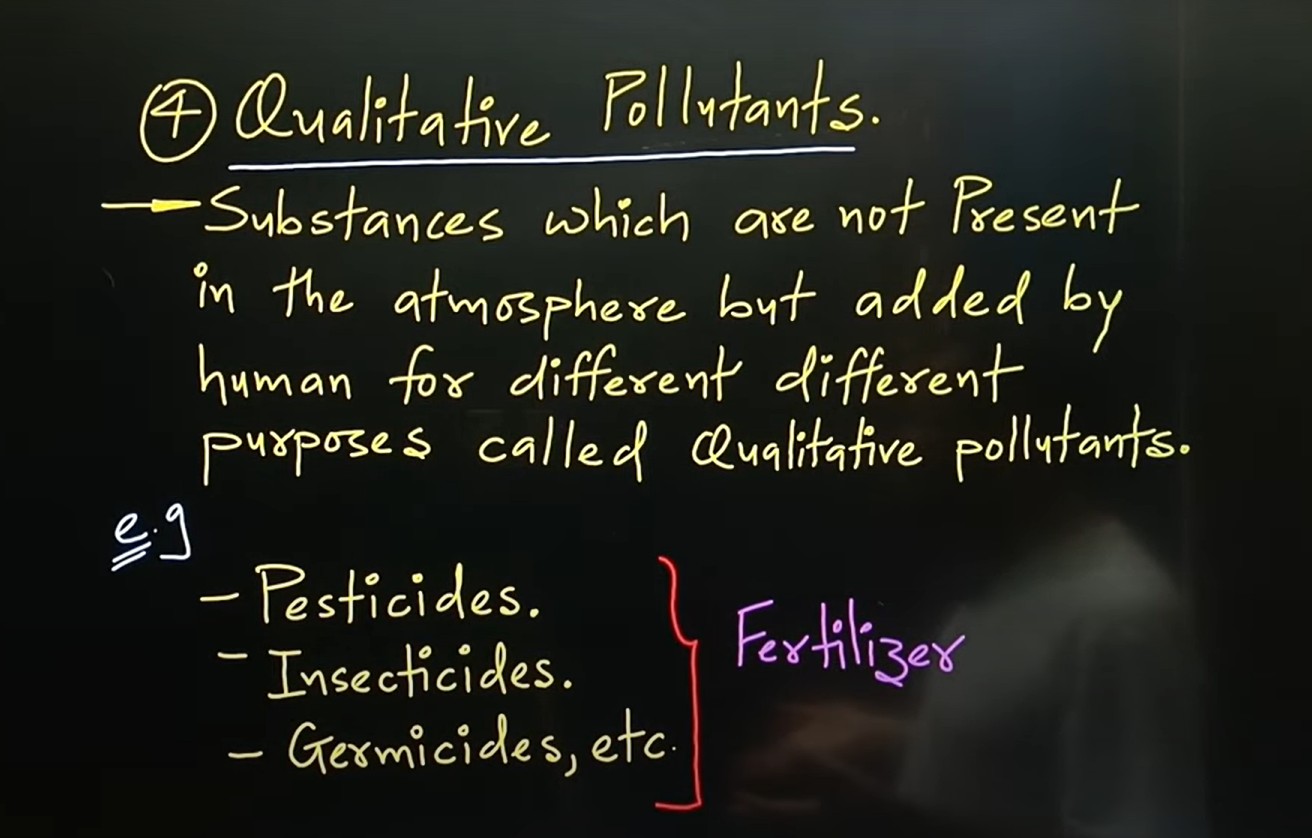 ④ Qualitative Pollutants.
→ Substances which are not Present
in the atmosphere but added by
human for different different
purposes called Qualitative pollutants.
e.g
- Pesticides.
- Insecticides.
- Germicides, etc.
Fertilizer